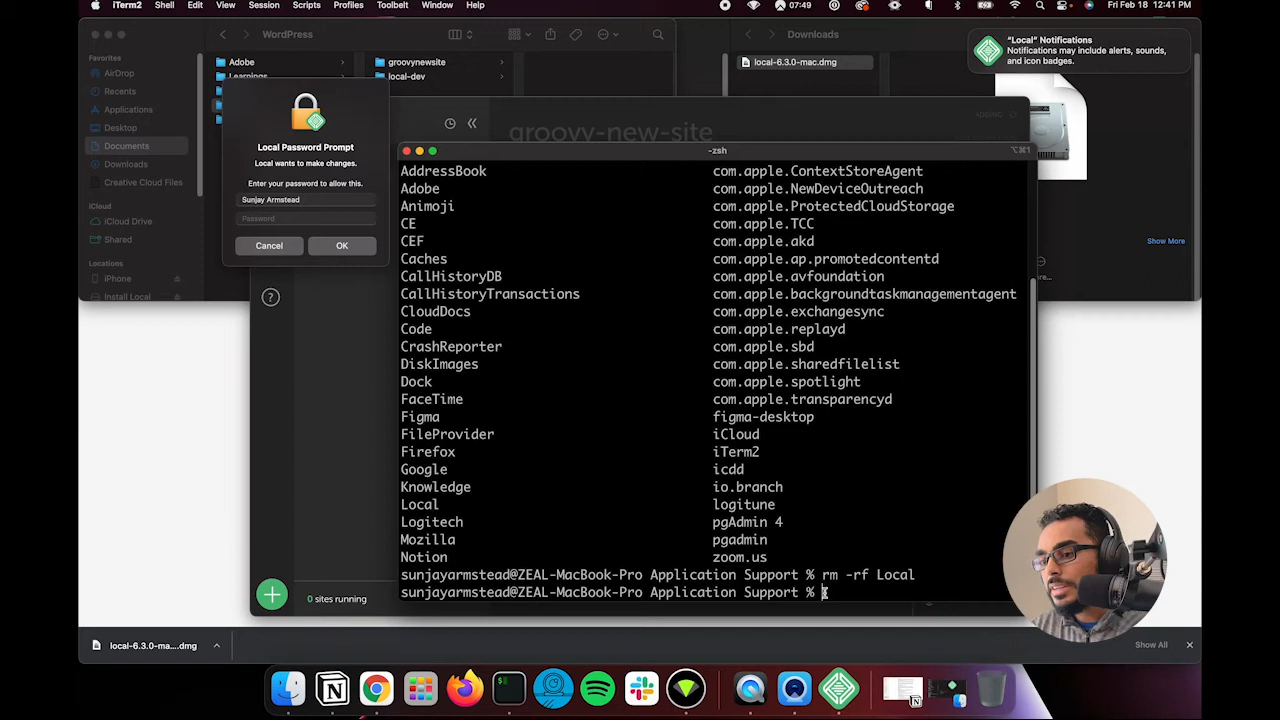 iTerm2 Shell Edit View Session Scripts Profiles Toolbelt Window Help
07:49
Fri Feb 18 12:41 PM
WordPress
Downloads
Favorites
AirDrop
Recents
Applications
Desktop
Documents
Downloads
Creative Cloud Files
iCloud
iCloud Drive
Shared
Locations
iPhone
Install Local
Adobe
Learnings
groovynewsite
local-dev
local-6.3.0-mac.dmg
"Local" Notifications
Notifications may include alerts, sounds,
and icon badges.
Show More
Local Password Prompt
Local wants to make changes.
Enter your password to allow this.
Sunjay Armstead
Password
Cancel OK
groovy-new-site
ADDING
0 sites running
-zsh
⌥⌘1
AddressBook com.apple.ContextStoreAgent
Adobe com.apple.NewDeviceOutreach
Animoji com.apple.ProtectedCloudStorage
CE com.apple.TCC
CEF com.apple.akd
Caches com.apple.ap.promotedcontentd
CallHistoryDB com.apple.avfoundation
CallHistoryTransactions com.apple.backgroundtaskmanagementagent
CloudDocs com.apple.exchangesync
Code com.apple.replayd
CrashReporter com.apple.sbd
DiskImages com.apple.sharedfilelist
Dock com.apple.spotlight
FaceTime com.apple.transparencyd
Figma figma-desktop
FileProvider iCloud
Firefox iTerm2
Google icdd
Knowledge io.branch
Local logitune
Logitech pgAdmin 4
Mozilla pgadmin
Notion zoom.us
sunjayarmstead@ZEAL-MacBook-Pro Application Support % rm -rf Local
sunjayarmstead@ZEAL-MacBook-Pro Application Support %
local-6.3.0-ma....dmg
Show All